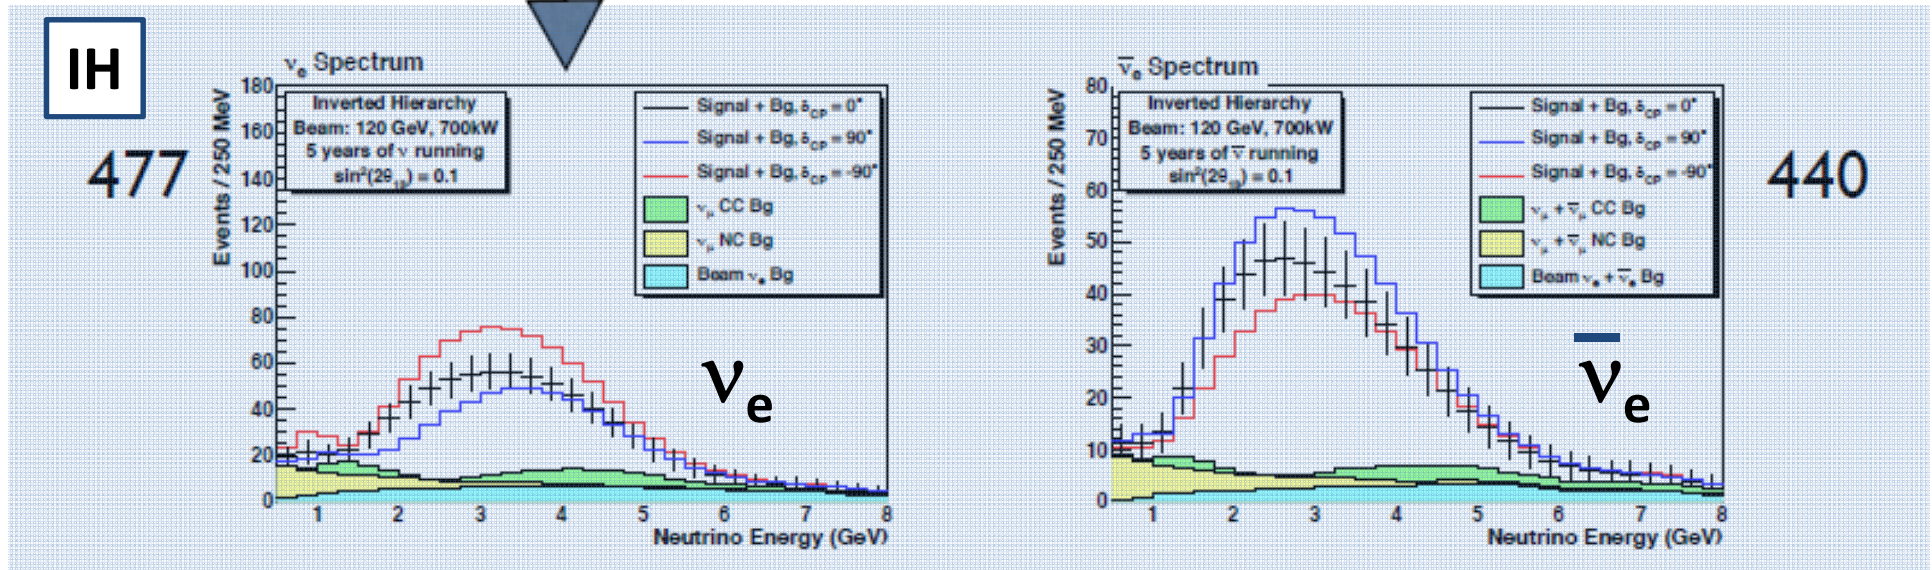 IH
477
νe Spectrum
Events / 250 MeV
180
160
140
120
100
80
60
40
20
0
Inverted Hierarchy
Beam: 120 GeV, 700kW
5 years of ν running
sin²(2θ₁₃) = 0.1
Signal + Bg, δCP = 0°
Signal + Bg, δCP = 90°
Signal + Bg, δCP = -90°
νμ CC Bg
νμ NC Bg
Beam νe Bg
νe
1 2 3 4 5 6 7 8
Neutrino Energy (GeV)
ν̅e Spectrum
Events / 250 MeV
80
70
60
50
40
30
20
10
0
Inverted Hierarchy
Beam: 120 GeV, 700kW
5 years of ν̅ running
sin²(2θ₁₃) = 0.1
Signal + Bg, δCP = 0°
Signal + Bg, δCP = 90°
Signal + Bg, δCP = -90°
νμ + ν̅μ CC Bg
νμ + ν̅μ NC Bg
Beam νe + ν̅e Bg
ν̅e
1 2 3 4 5 6 7 8
Neutrino Energy (GeV)
440